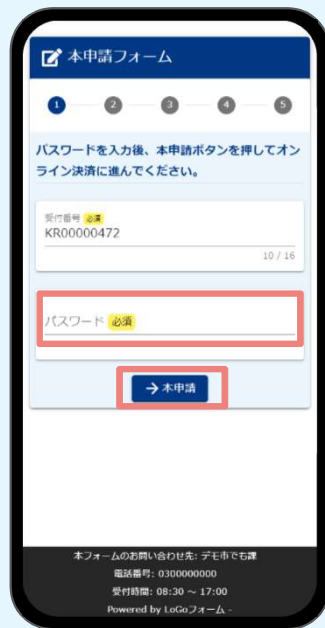 本申請フォーム
1 2 3 4 5
パスワードを入力後、本申請ボタンを押してオン
ライン決済に進んでください。
受付番号 必須
KR00000472
10 / 16
パスワード 必須
→ 本申請
本フォームのお問い合わせ先: デモ市でも課
電話番号: 0300000000
受付時間: 08:30 ～ 17:00
Powered by LoGoフォーム -